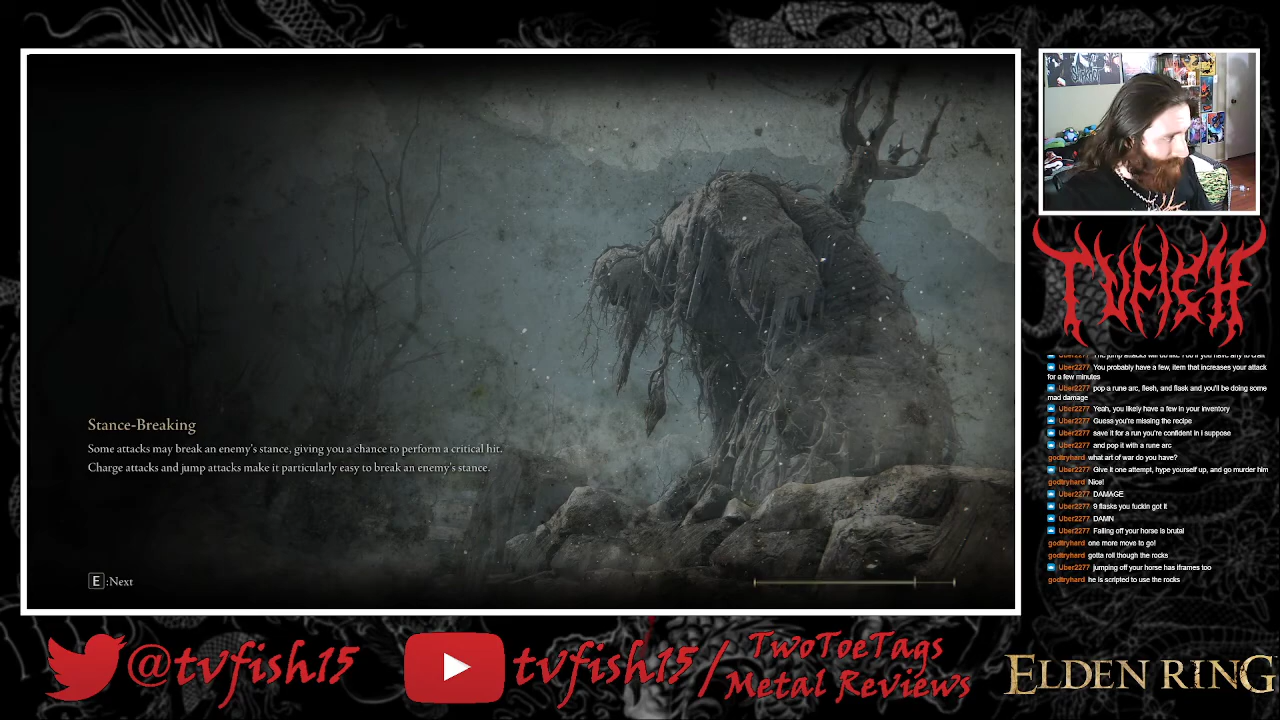 Stance-Breaking
Some attacks may break an enemy's stance, giving you a chance to perform a critical hit.
Charge attacks and jump attacks make it particularly easy to break an enemy's stance.
E:Next
TVFISH
Uber2277 You probably have a few, item that increases your attack
for a few minutes
Uber2277 pop a rune arc, flesh, and flask and you'll be doing some
mad damage
Uber2277 Yeah, you likely have a few in your inventory
Uber2277 Guess you're missing the recipe
Uber2277 save it for a run you're confident in i suppose
Uber2277 and pop it with a rune arc
godtryhard what art of war do you have?
Uber2277 Give it one attempt, hype yourself up, and go murder him
godtryhard Nice!
Uber2277 DAMAGE
Uber2277 9 flasks you fuckin got it
Uber2277 DAMN
Uber2277 Falling off your horse is brutal
godtryhard one more move to go!
godtryhard gotta roll though the rocks
Uber2277 jumping off your horse has iframes too
godtryhard he is scripted to use the rocks
@tvfish15
tvfish15 / TwoToeTags
Metal Reviews
ELDEN RING